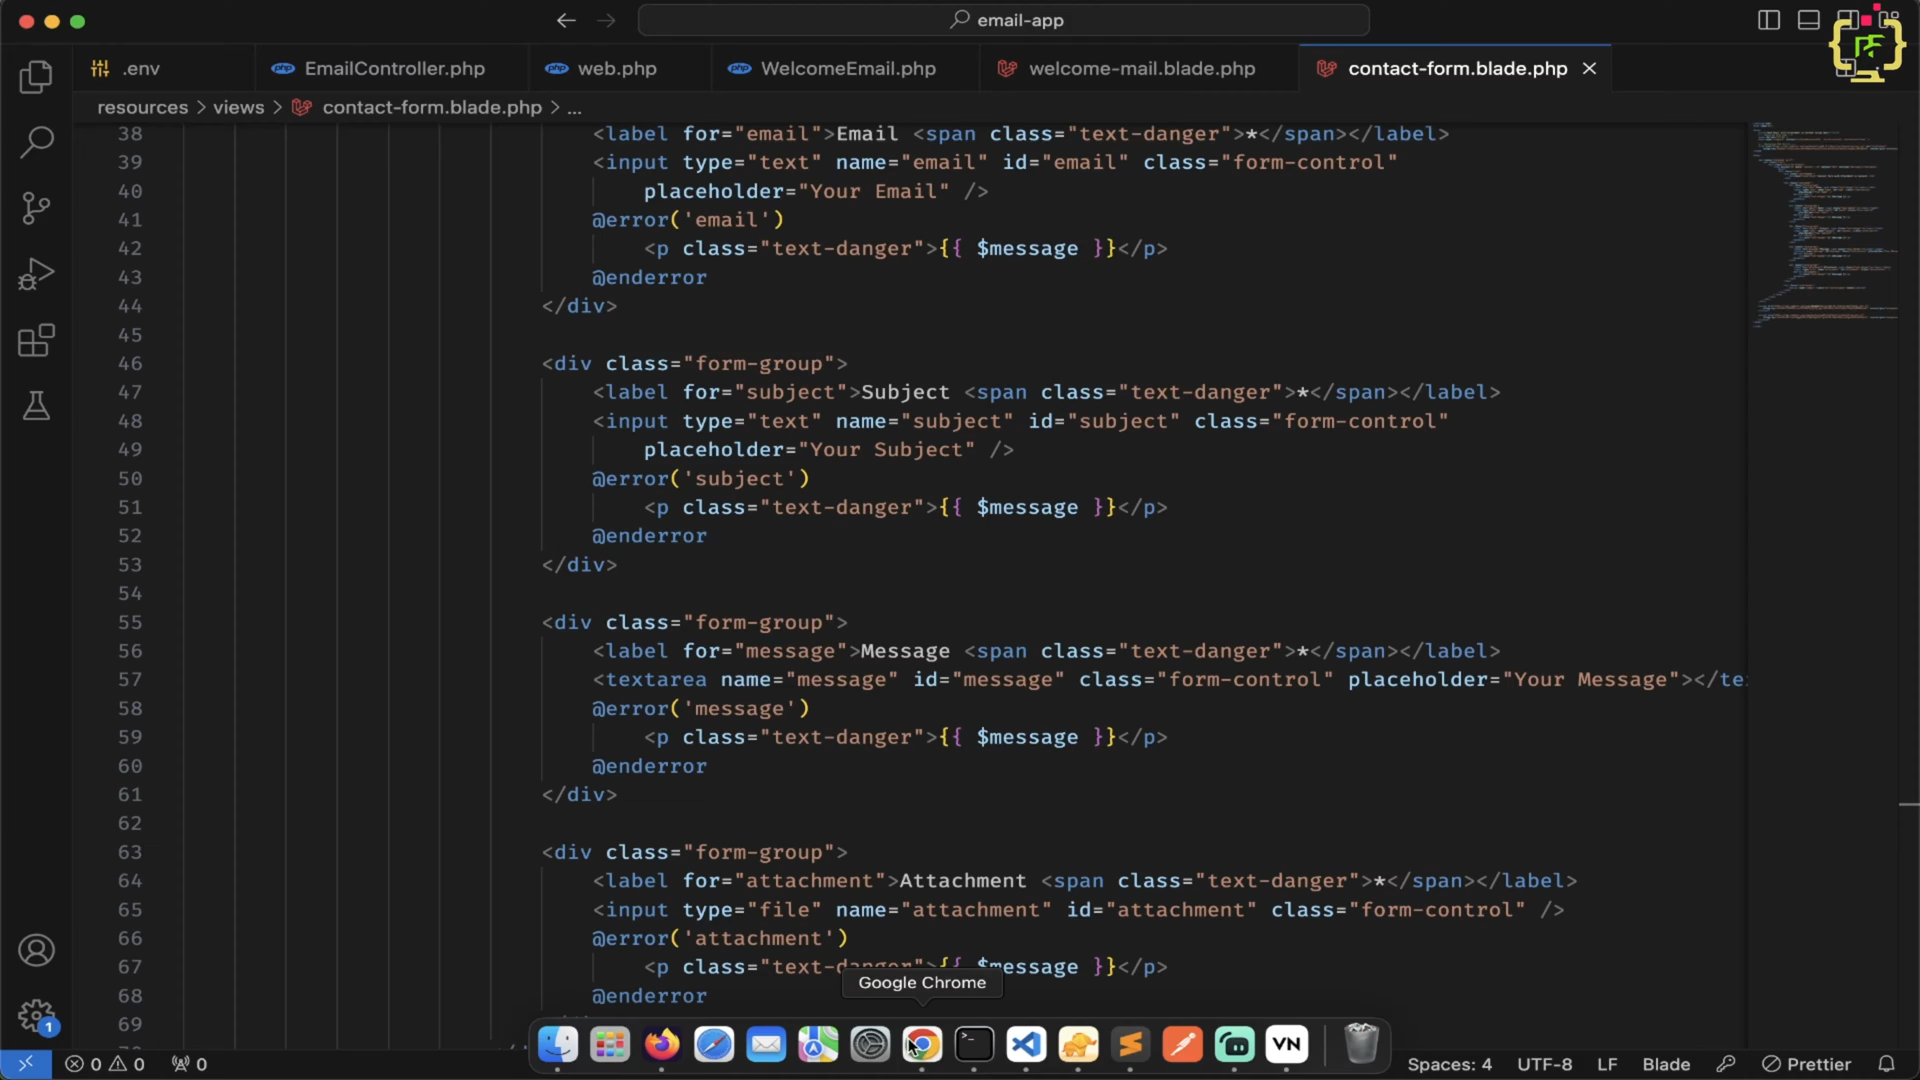 email-app
PF
.env
EmailController.php
web.php
WelcomeEmail.php
welcome-mail.blade.php
contact-form.blade.php
resources > views > contact-form.blade.php > ...
38 <label for="email">Email <span class="text-danger">*</span></label>
39 <input type="text" name="email" id="email" class="form-control"
40 placeholder="Your Email" />
41 @error('email')
42 <p class="text-danger">{{ $message }}</p>
43 @enderror
44 </div>
45
46 <div class="form-group">
47 <label for="subject">Subject <span class="text-danger">*</span></label>
48 <input type="text" name="subject" id="subject" class="form-control"
49 placeholder="Your Subject" />
50 @error('subject')
51 <p class="text-danger">{{ $message }}</p>
52 @enderror
53 </div>
54
55 <div class="form-group">
56 <label for="message">Message <span class="text-danger">*</span></label>
57 <textarea name="message" id="message" class="form-control" placeholder="Your Message"></te
58 @error('message')
59 <p class="text-danger">{{ $message }}</p>
60 @enderror
61 </div>
62
63 <div class="form-group">
64 <label for="attachment">Attachment <span class="text-danger">*</span></label>
65 <input type="file" name="attachment" id="attachment" class="form-control" />
66 @error('attachment')
67 <p class="text-danger">{{ $message }}</p>
68 @enderror
69
Google Chrome
VN
1
0 0 0
Spaces: 4
UTF-8
LF
Blade
Prettier